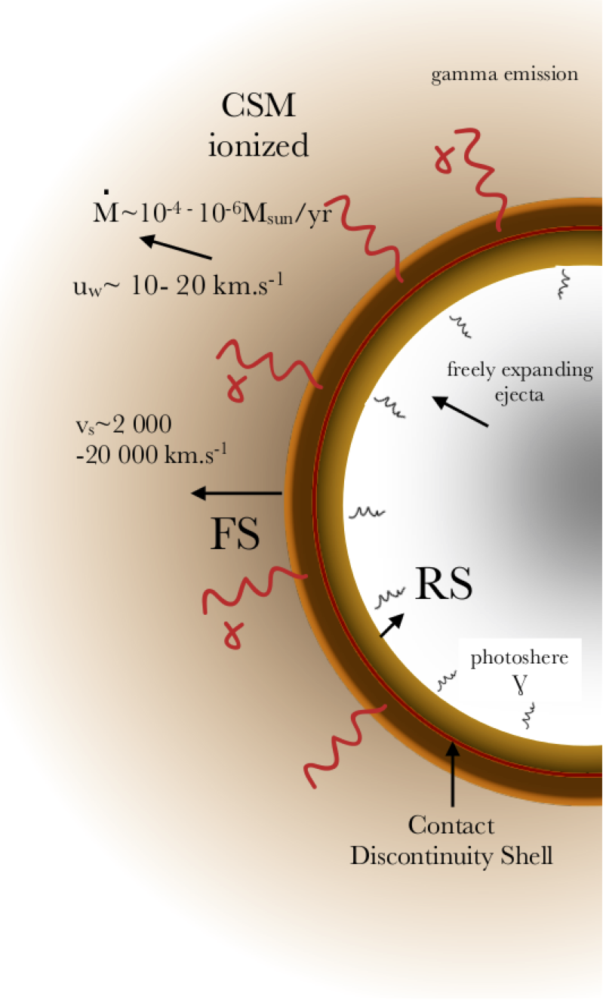 gamma emission
CSM
ionized
Ṁ~10⁻⁴ - 10⁻⁶Mₛᵤₙ/yr
u_w~ 10- 20 km.s⁻¹
γ
γ
freely expanding
ejecta
vₛ~2 000
-20 000 km.s⁻¹
FS
RS
γ
photoshere
γ
Contact
Discontinuity Shell